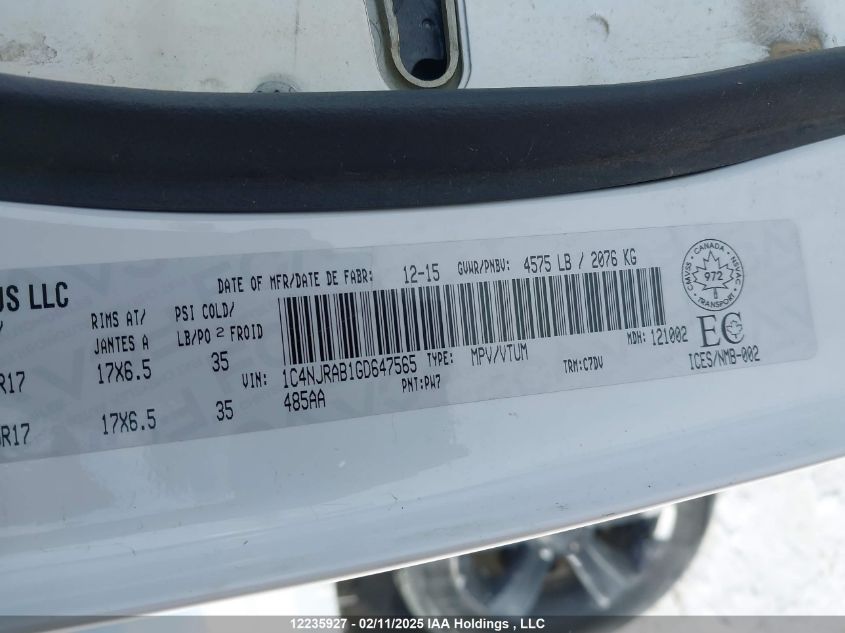 US LLC
DATE OF MFR/DATE DE FABR: 12-15 GVWR/PNBV: 4575 LB / 2076 KG
RIMS AT/ PSI COLD/
JANTES A LB/PO 2 FROID
R17 17X6.5 35
VIN: 1C4NJRAB1GD647565 TYPE: MPV/VTUM MDH: 121002
R17 17X6.5 35 485AA PNT: PW7 TRM: C7DV
CANADA
CMVSS 972 NSVAC
TRANSPORT
EC
ICES/NMB-002
12235927 - 02/11/2025 IAA Holdings, LLC